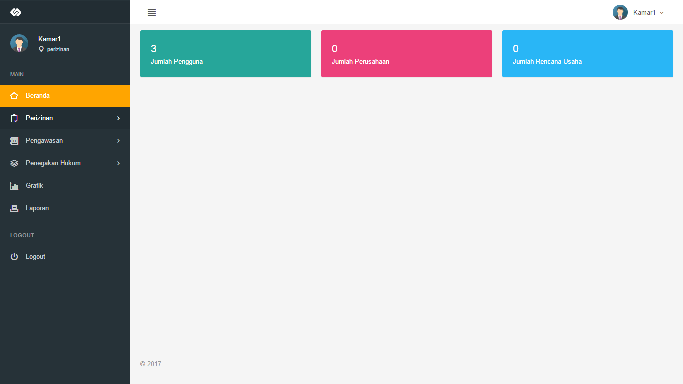 Kamar1
perizinan
MAIN
Beranda
Perizinan
Pengawasan
Penegakan Hukum
Grafik
Laporan
LOGOUT
Logout
Kamar1
3
Jumlah Pengguna
0
Jumlah Perusahaan
0
Jumlah Rencana Usaha
© 2017